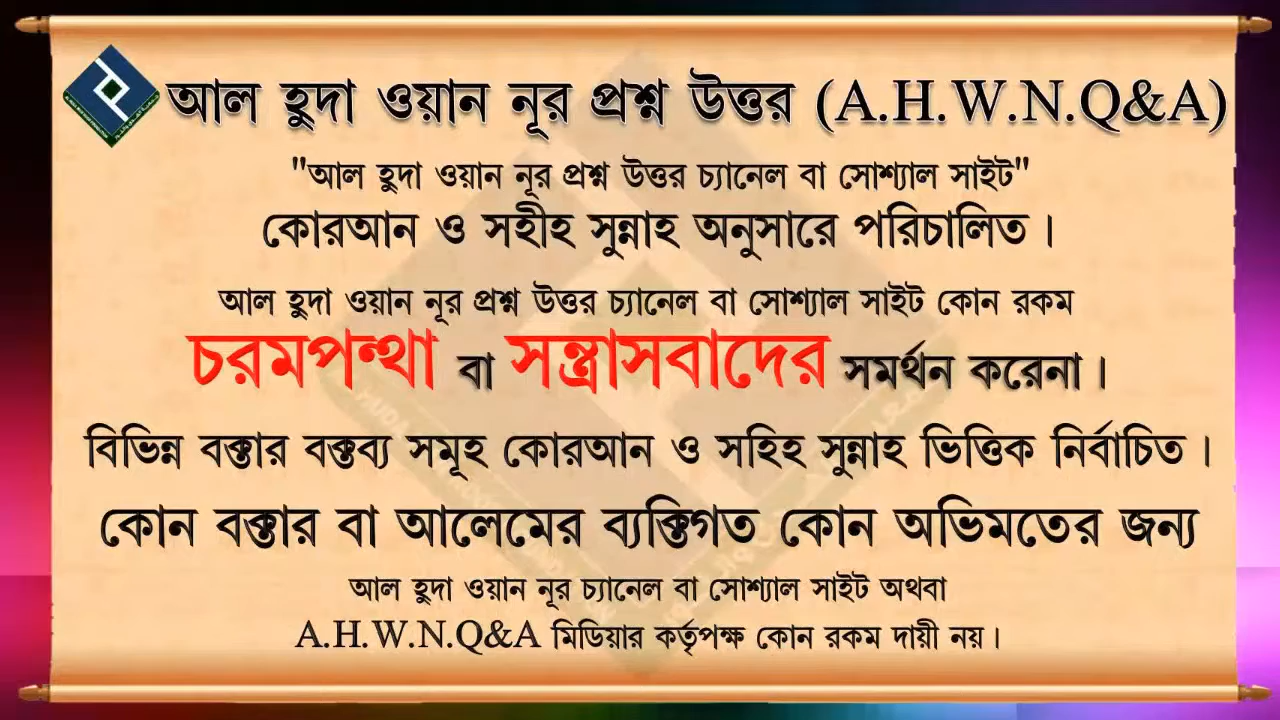 আল হুদা ওয়ান নূর প্রশ্ন উত্তর (A.H.W.N.Q&A)
"আল হুদা ওয়ান নূর প্রশ্ন উত্তর চ্যানেল বা সোশ্যাল সাইট"
কোরআন ও সহীহ সুন্নাহ অনুসারে পরিচালিত।
আল হুদা ওয়ান নূর প্রশ্ন উত্তর চ্যানেল বা সোশ্যাল সাইট কোন রকম
চরমপন্থা বা সন্ত্রাসবাদের সমর্থন করেনা।
বিভিন্ন বক্তার বক্তব্য সমূহ কোরআন ও সহিহ সুন্নাহ ভিত্তিক নির্বাচিত।
কোন বক্তার বা আলেমের ব্যক্তিগত কোন অভিমতের জন্য
আল হুদা ওয়ান নূর চ্যানেল বা সোশ্যাল সাইট অথবা
A.H.W.N.Q&A মিডিয়ার কর্তৃপক্ষ কোন রকম দায়ী নয়।